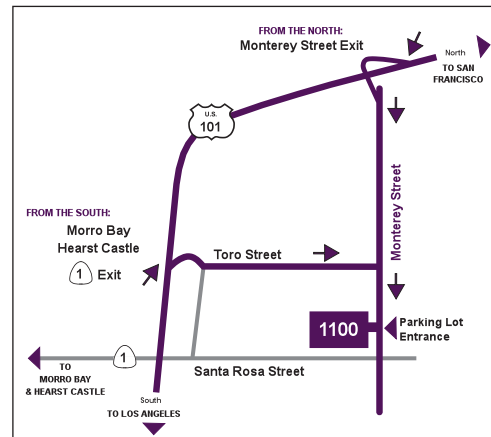 FROM THE NORTH:
Monterey Street Exit
North
TO SAN
FRANCISCO
U.S.
101
Monterey Street
FROM THE SOUTH:
Morro Bay
Hearst Castle
1 Exit
Toro Street
1100
Parking Lot
Entrance
1
Santa Rosa Street
TO
MORRO BAY
& HEARST CASTLE
South
TO LOS ANGELES